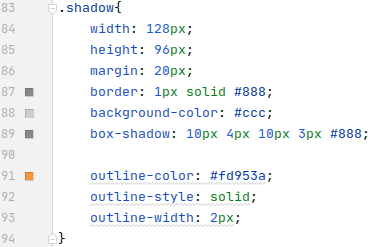 83 .shadow{
84 width: 128px;
85 height: 96px;
86 margin: 20px;
87 border: 1px solid #888;
88 background-color: #ccc;
89 box-shadow: 10px 4px 10px 3px #888;
90
91 outline-color: #fd953a;
92 outline-style: solid;
93 outline-width: 2px;
94 }